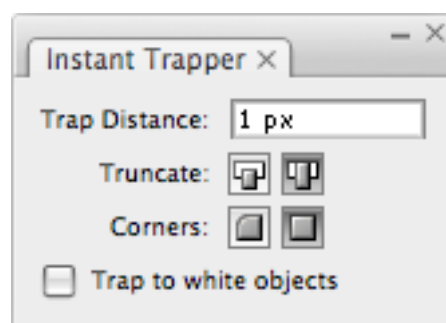 Instant Trapper
Trap Distance: 1 px
Truncate:
Corners:
Trap to white objects